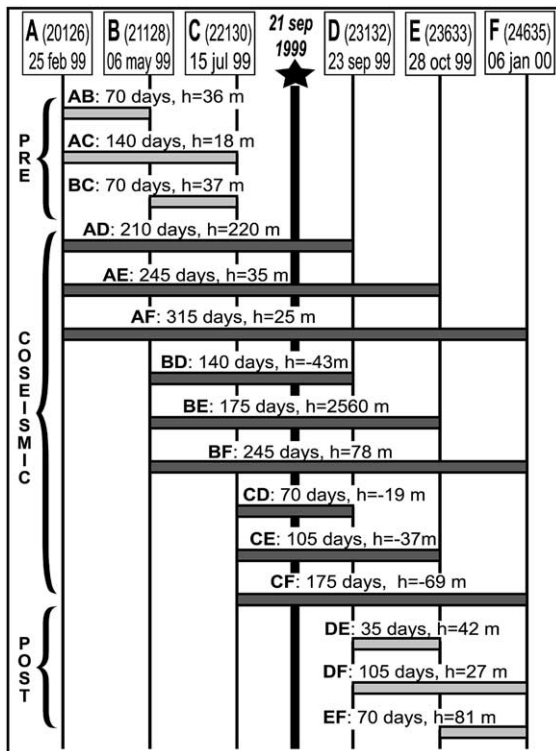 A (20126)
25 feb 99
B (21128)
06 may 99
C (22130)
15 jul 99
21 sep
1999
D (23132)
23 sep 99
E (23633)
28 oct 99
F (24635)
06 jan 00
PRE
AB: 70 days, h=36 m
AC: 140 days, h=18 m
BC: 70 days, h=37 m
COSEISMIC
AD: 210 days, h=220 m
AE: 245 days, h=35 m
AF: 315 days, h=25 m
BD: 140 days, h=-43m
BE: 175 days, h=2560 m
BF: 245 days, h=78 m
CD: 70 days, h=-19 m
CE: 105 days, h=-37m
CF: 175 days, h=-69 m
POST
DE: 35 days, h=42 m
DF: 105 days, h=27 m
EF: 70 days, h=81 m